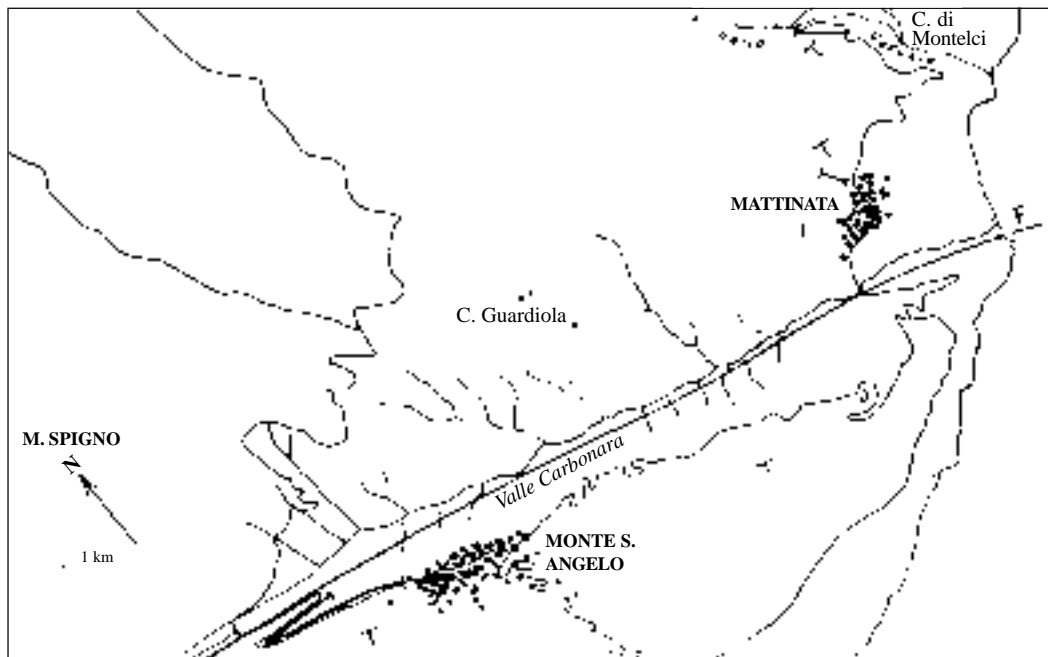 C. di
Montelci
MATTINATA
F
C. Guardiola
M. SPIGNO
N
Valle Carbonara
MONTE S.
ANGELO
1 km